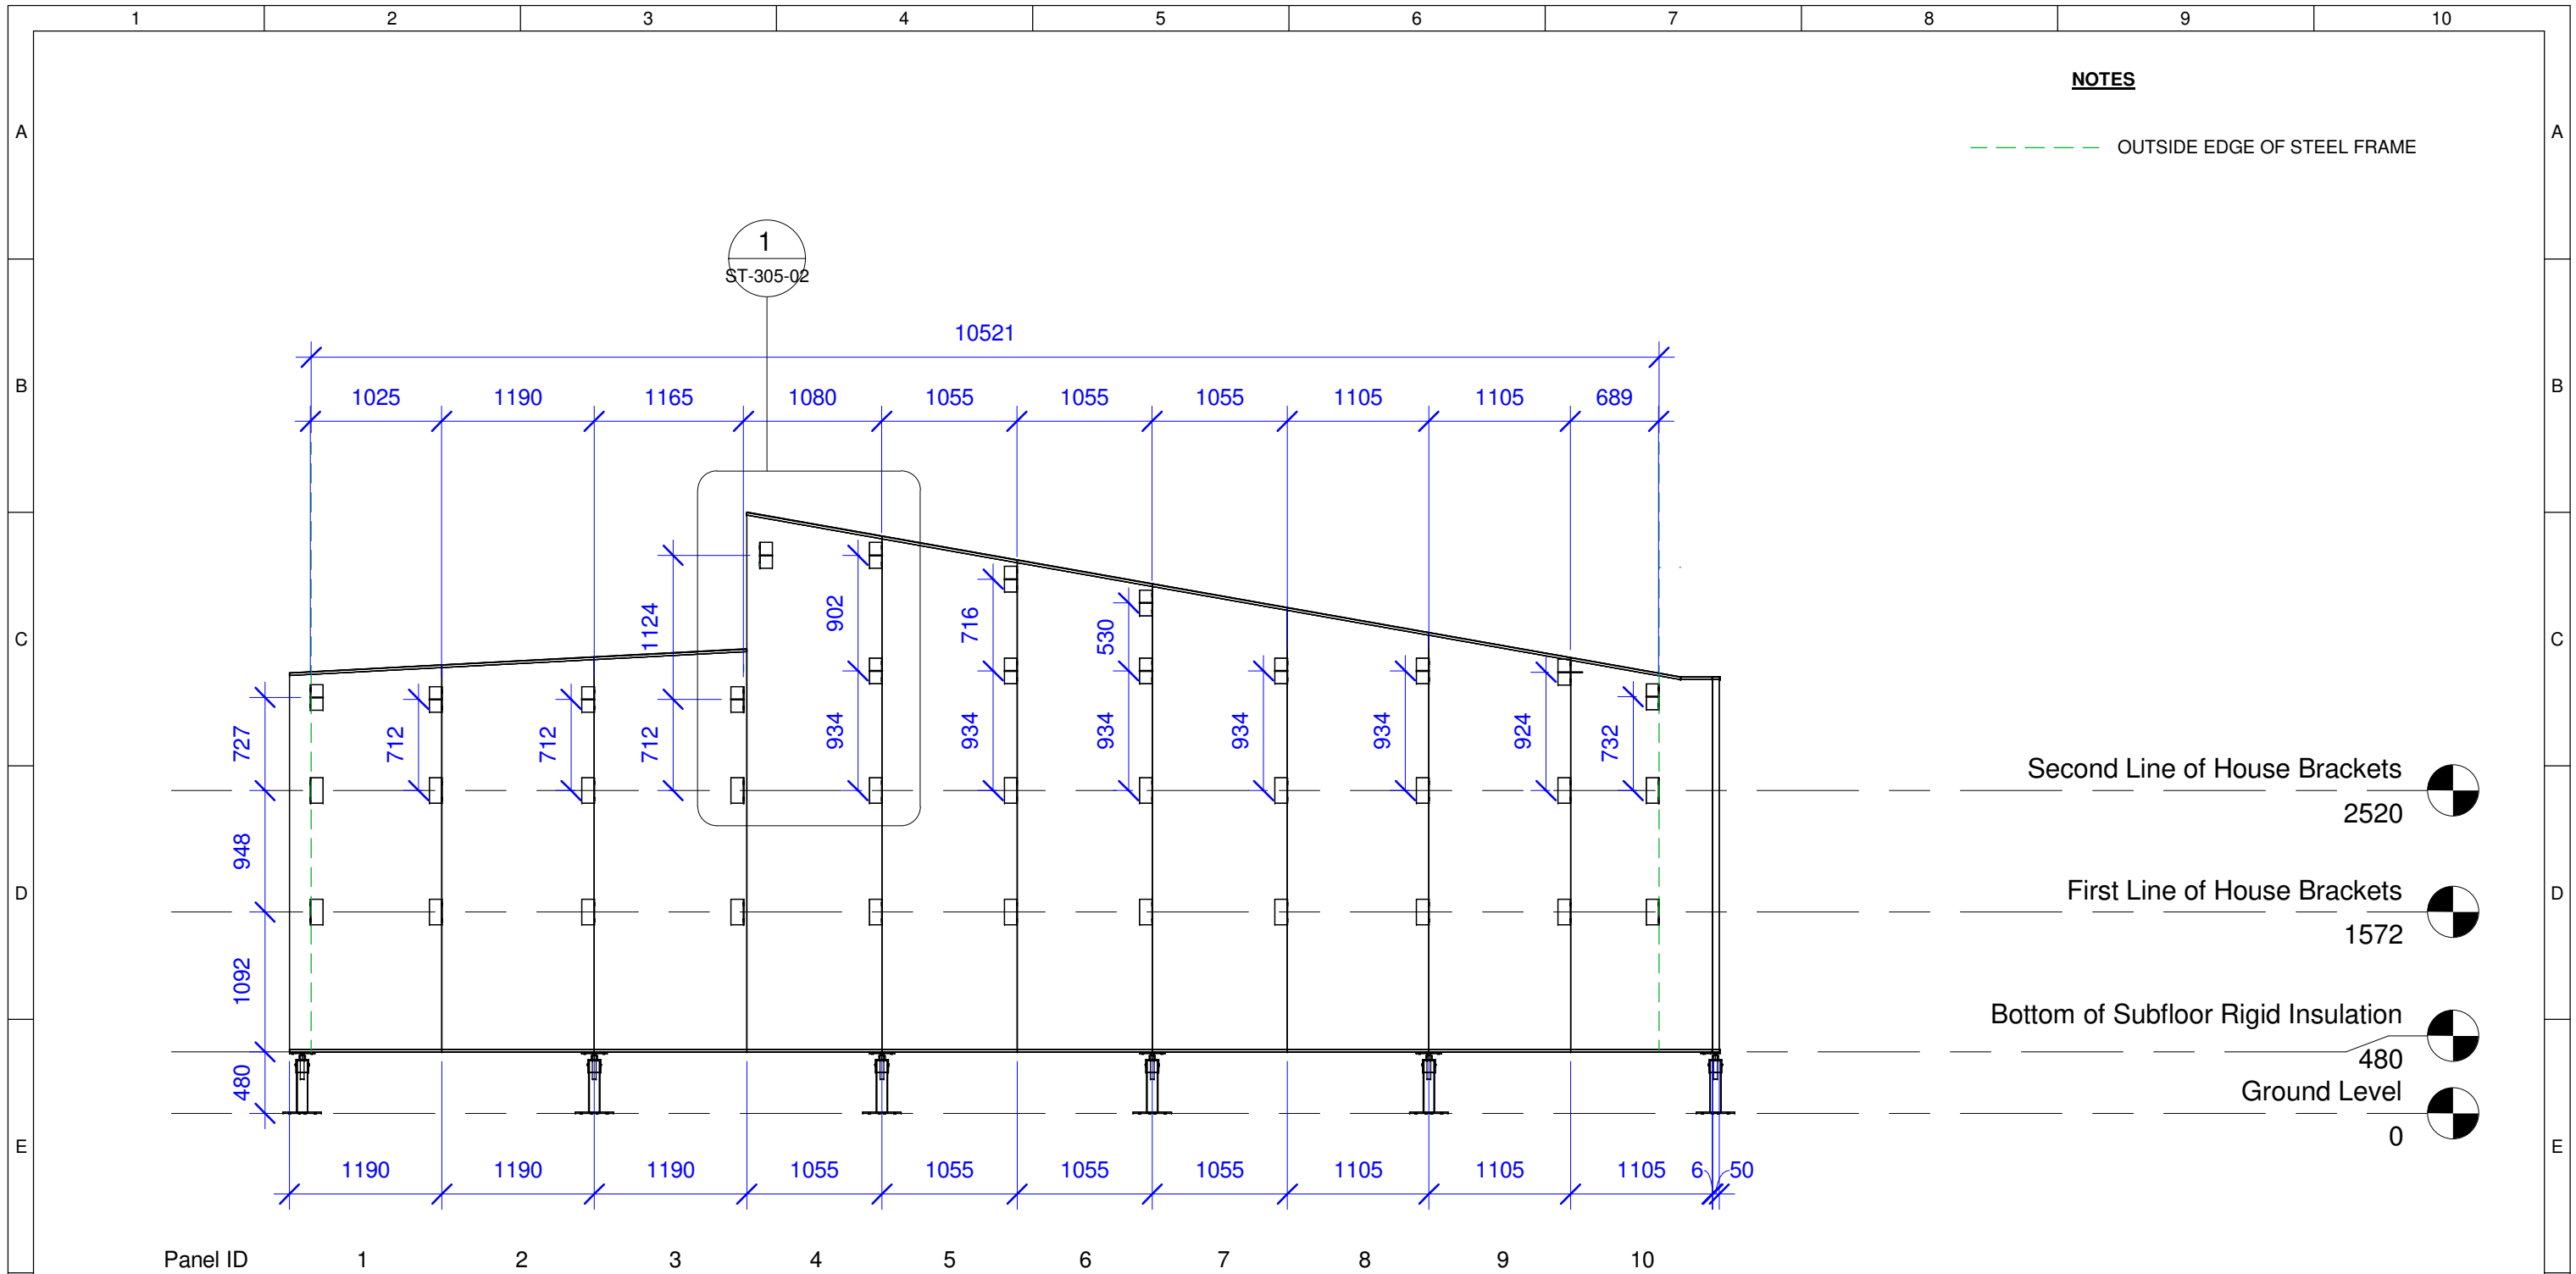 1 2 3 4 5 6 7 8 9 10
NOTES
A A
OUTSIDE EDGE OF STEEL FRAME
1
ST-305-02
10521
B B
1025 1190 1165 1080 1055 1055 1055 1105 1105 689
1124 902 716 530
C C
727 712 712 712 934 934 934 934 934 924 732
Second Line of House Brackets
2520
948
First Line of House Brackets
D D
1572
1092
Bottom of Subfloor Rigid Insulation
480
480
Ground Level
0
E E
1190 1190 1190 1055 1055 1055 1055 1105 1105 1105 6 50
Panel ID 1 2 3 4 5 6 7 8 9 10